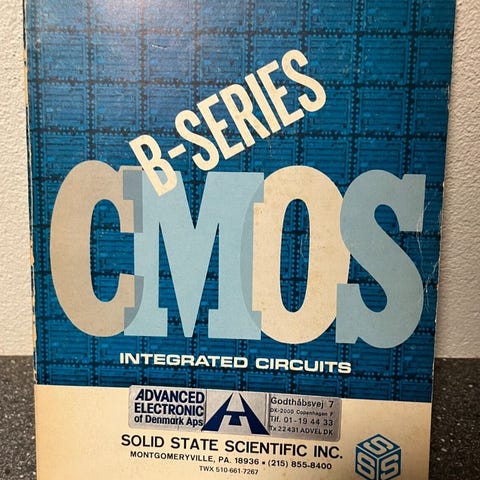 B-SERIES
CMOS
INTEGRATED CIRCUITS
ADVANCED
ELECTRONIC
of Denmark Aps
Godthåbsvej 7
DK-2000 Copenhagen F
Tlf. 01-19 44 33
Tx 22431 ADVEL DK
SOLID STATE SCIENTIFIC INC.
MONTGOMERYVILLE, PA. 18936 • (215) 855-8400
TWX 510-661-7267
SSS